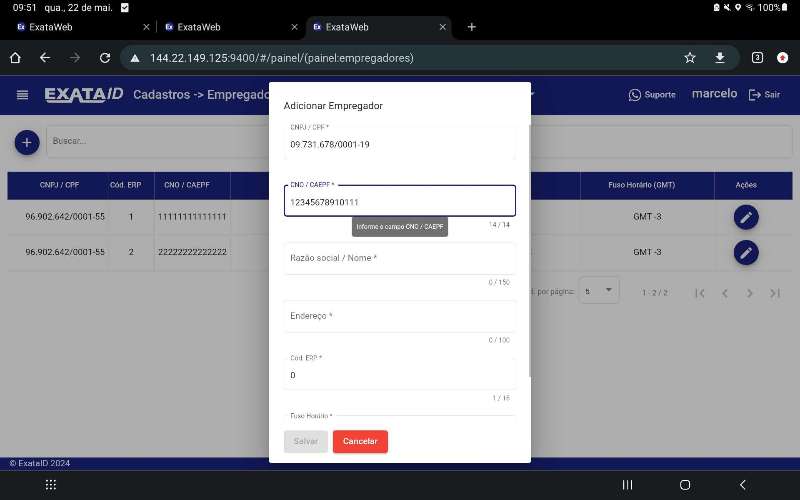 09:51 qua., 22 de mai.
100%
Ex ExataWeb
Ex ExataWeb
Ex ExataWeb
144.22.149.125:9400/#/painel/(painel:empregadores)
3
EXATAID Cadastros -> Empregado
Suporte marcelo Sair
Buscar...
CNPJ / CPF Cód. ERP CNO / CAEPF Fuso Horário (GMT) Ações
96.902.642/0001-55 1 11111111111111 GMT -3
96.902.642/0001-55 2 22222222222222 GMT -3
por página: 5 1 - 2 / 2
Adicionar Empregador
CNPJ / CPF *
09.731.678/0001-19
CNO / CAEPF *
12345678910111
Informe o campo CNO / CAEPF
14 / 14
Razão social / Nome *
0 / 150
Endereço *
0 / 100
Cód. ERP *
0
1 / 16
Fuso Horário *
Salvar Cancelar
© ExataID 2024